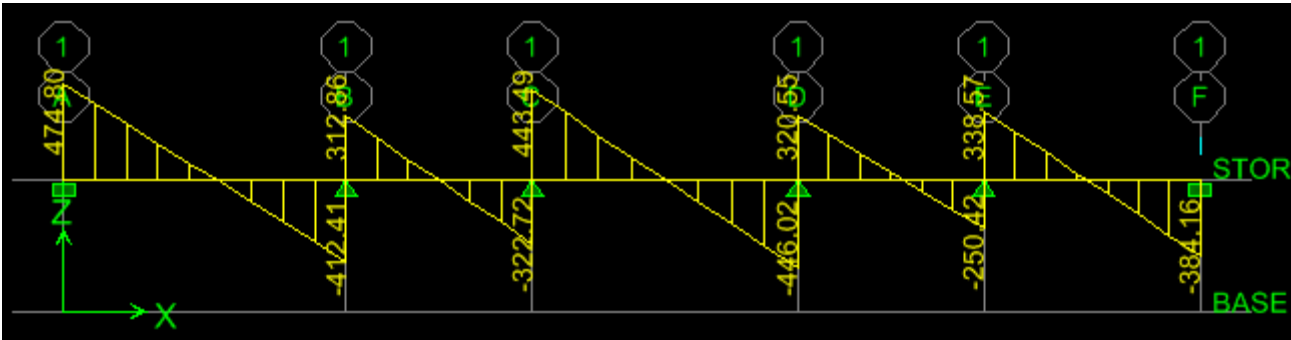 1 1 1 1 1 1
A B C D E F
474.80 312.86 443.49 320.55 338.57
STOR
Z
-412.41 -322.72 -446.02 -250.42 -384.16
X
BASE